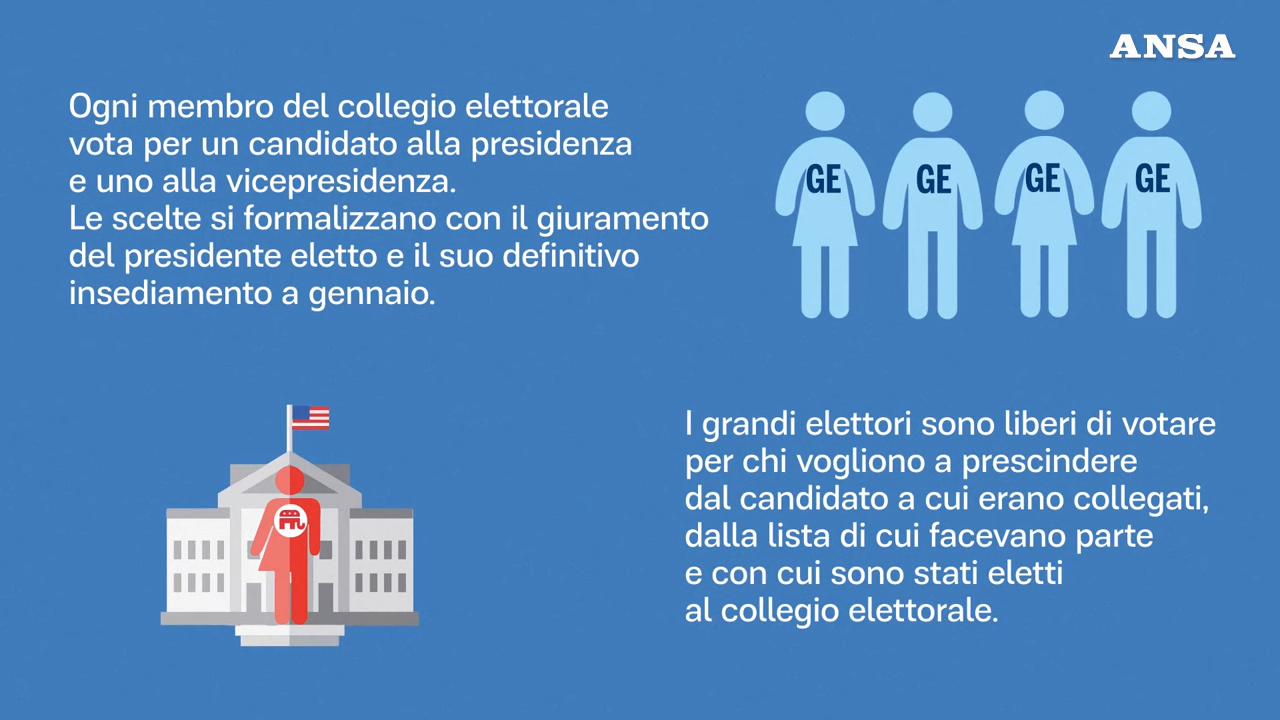 ANSA
Ogni membro del collegio elettorale
vota per un candidato alla presidenza
e uno alla vicepresidenza.
Le scelte si formalizzano con il giuramento
del presidente eletto e il suo definitivo
insediamento a gennaio.
GE GE GE GE
I grandi elettori sono liberi di votare
per chi vogliono a prescindere
dal candidato a cui erano collegati,
dalla lista di cui facevano parte
e con cui sono stati eletti
al collegio elettorale.